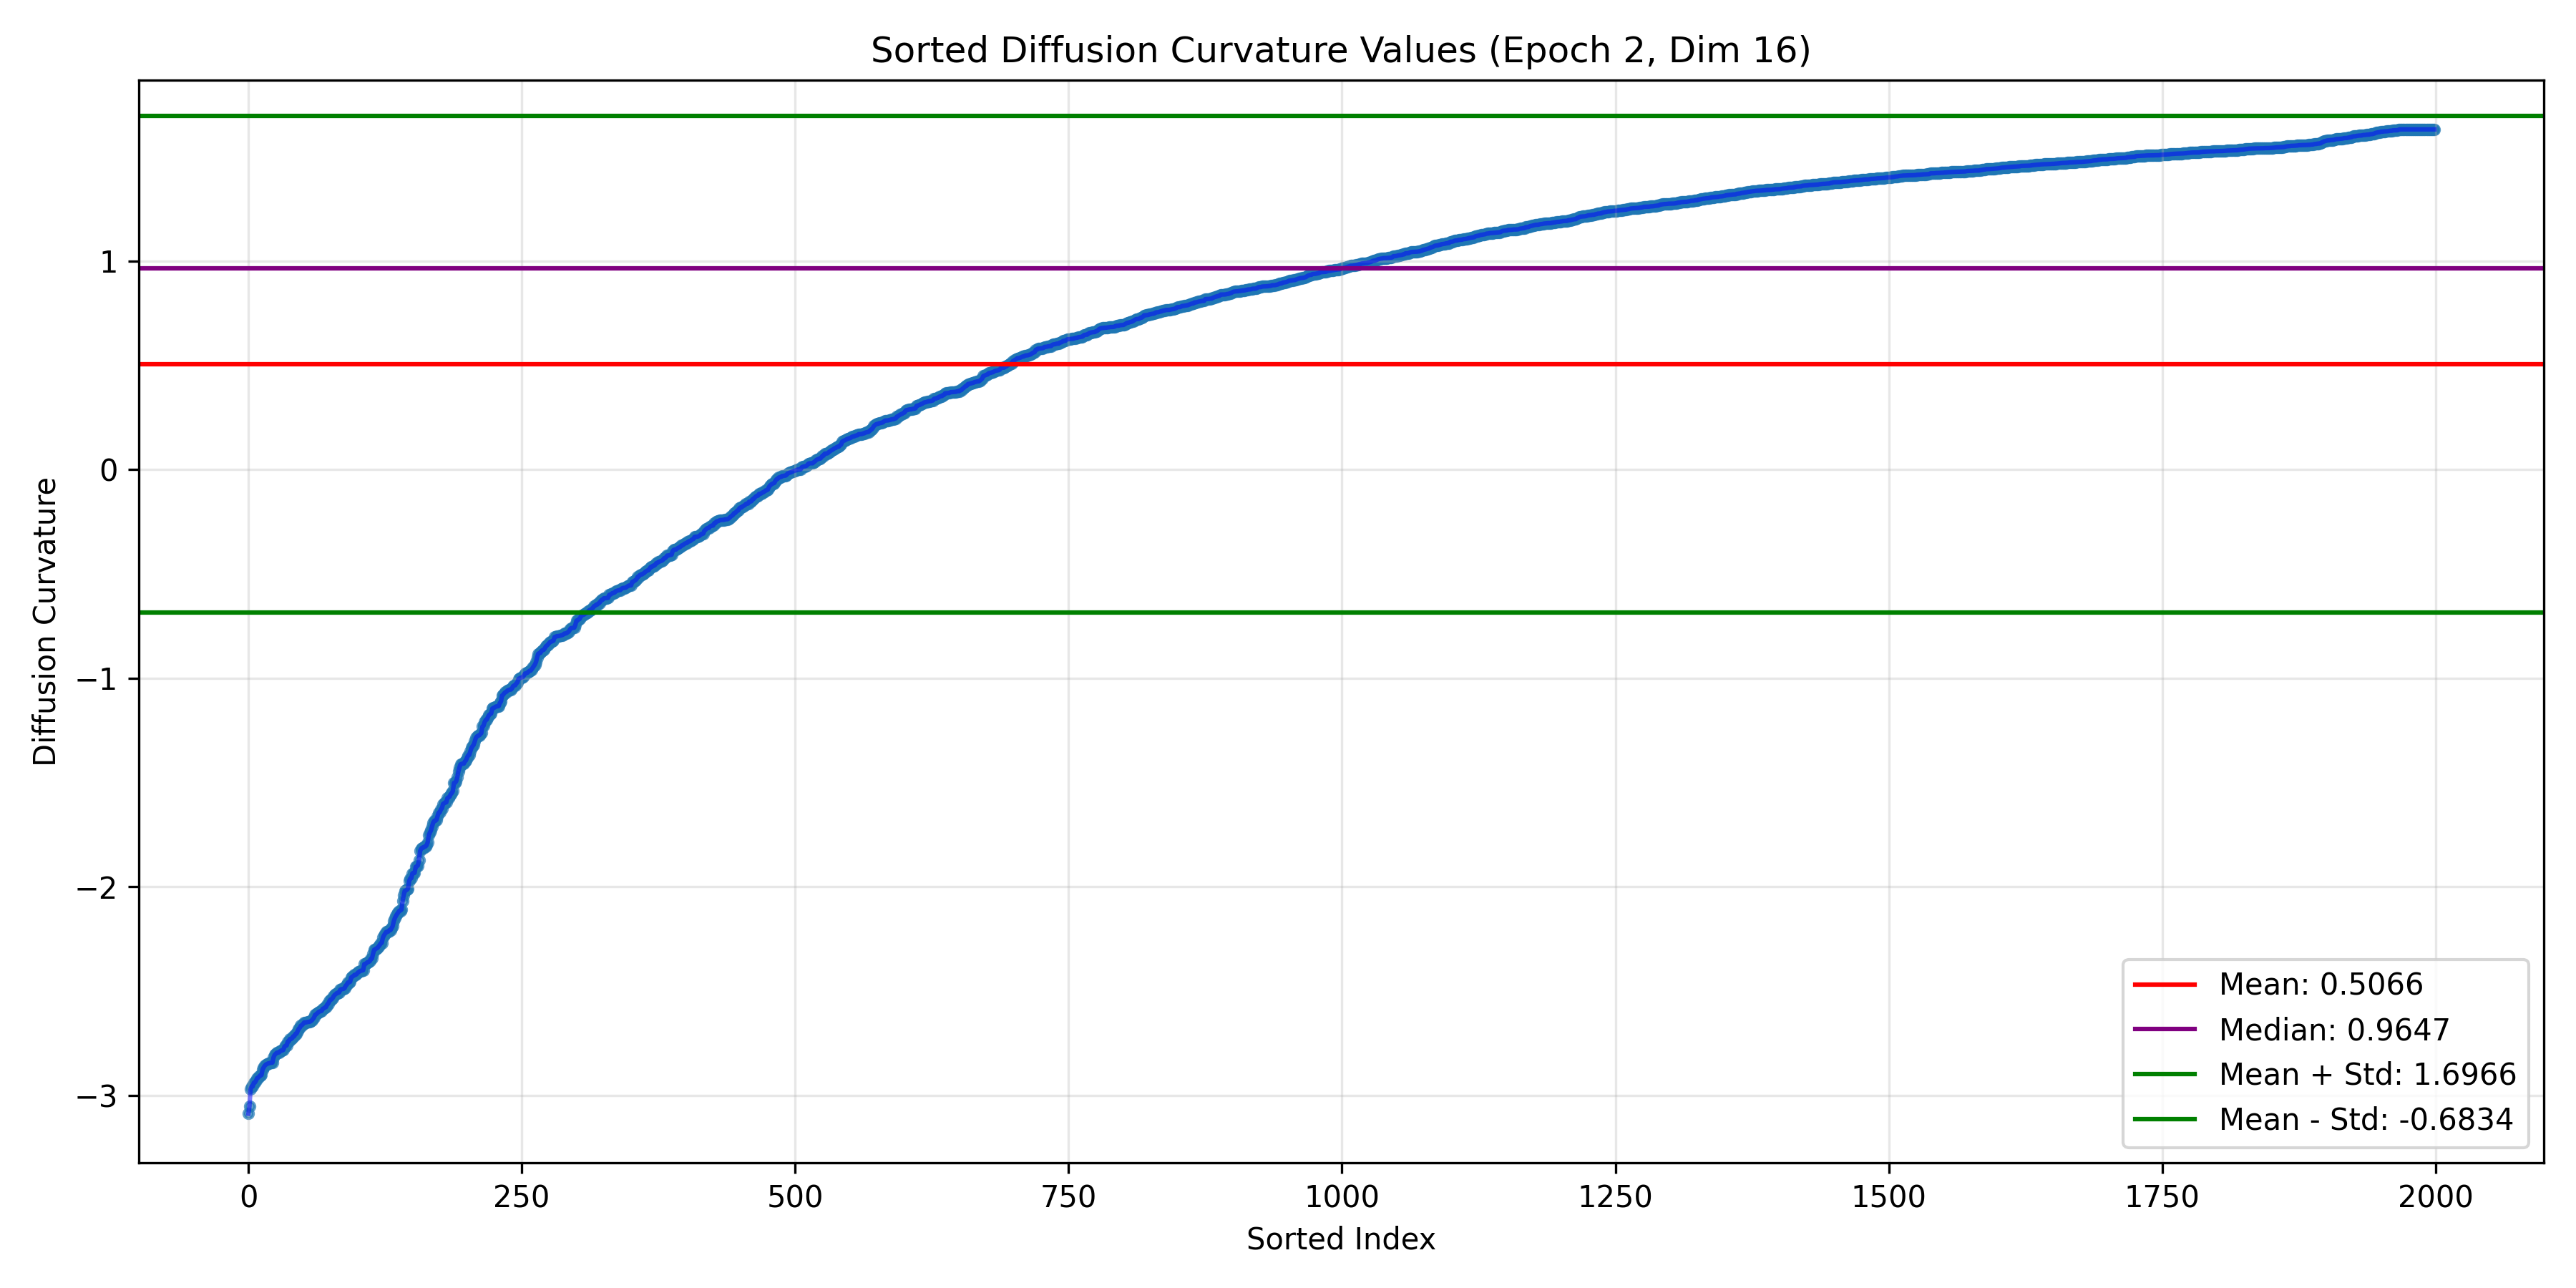 Sorted Diffusion Curvature Values (Epoch 2, Dim 16)
Diffusion Curvature
1
0
−1
−2
−3
Mean: 0.5066
Median: 0.9647
Mean + Std: 1.6966
Mean - Std: -0.6834
0 250 500 750 1000 1250 1500 1750 2000
Sorted Index